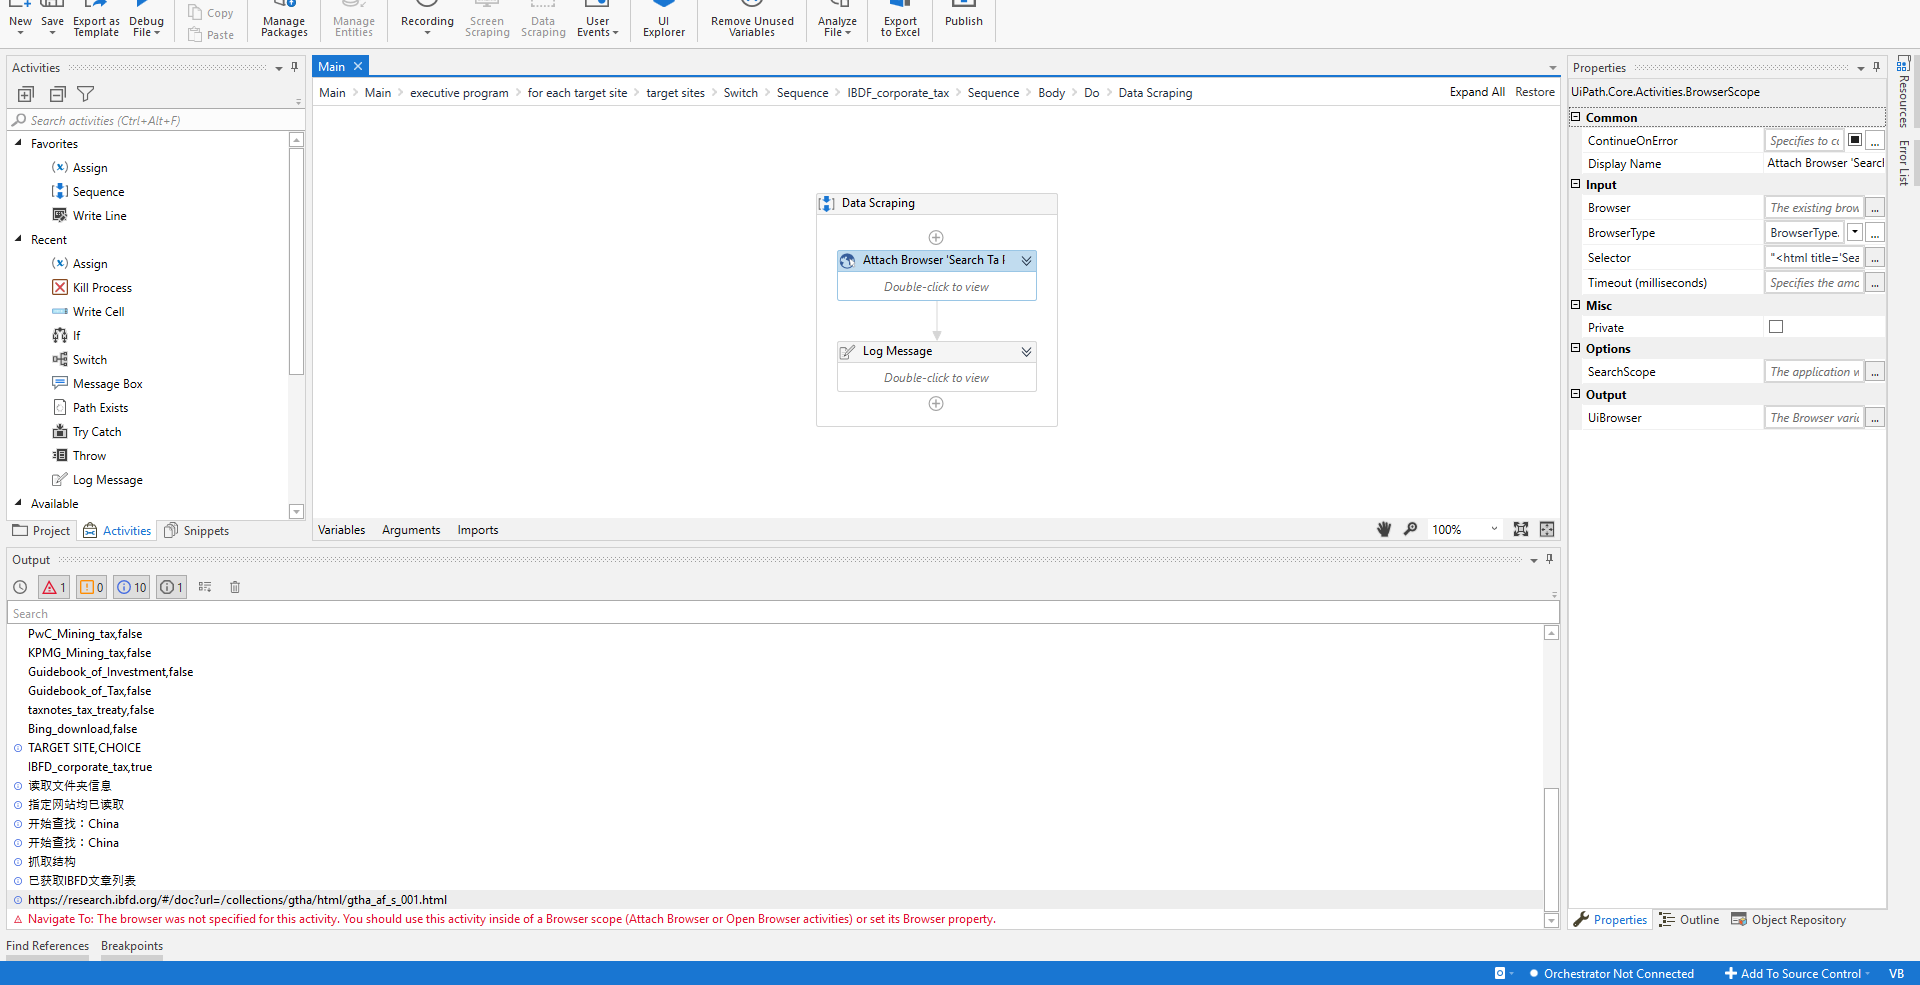 New Save Export as Template Debug File Copy Paste Manage Packages Manage Entities Recording Screen Scraping Data Scraping User Events UI Explorer Remove Unused Variables Analyze File Export to Excel Publish
Activities
Search activities (Ctrl+Alt+F)
Favorites
Assign
Sequence
Write Line
Recent
Assign
Kill Process
Write Cell
If
Switch
Message Box
Path Exists
Try Catch
Throw
Log Message
Available
Project Activities Snippets
Main
Main Main executive program for each target site target sites Switch Sequence IBDF_corporate_tax Sequence Body Do Data Scraping Expand All Restore
Data Scraping
Attach Browser 'Search Ta
Double-click to view
Log Message
Double-click to view
Variables Arguments Imports 100%
Output
1 0 10 1
Search
PwC_Mining_tax,false
KPMG_Mining_tax,false
Guidebook_of_Investment,false
Guidebook_of_Tax,false
taxnotes_tax_treaty,false
Bing_download,false
TARGET SITE,CHOICE
IBFD_corporate_tax,true
读取文件夹信息
指定网站均已读取
开始查找：China
开始查找：China
抓取结构
已获取IBFD文章列表
https://research.ibfd.org/#/doc?url=/collections/gtha/html/gtha_af_s_001.html
Navigate To: The browser was not specified for this activity. You should use this activity inside of a Browser scope (Attach Browser or Open Browser activities) or set its Browser property.
Find References Breakpoints
Properties
UiPath.Core.Activities.BrowserScope
Common
ContinueOnError Specifies to co ...
Display Name Attach Browser 'Search
Input
Browser The existing brow ...
BrowserType BrowserType. ...
Selector "<html title='Sea ...
Timeout (milliseconds) Specifies the amo ...
Misc
Private
Options
SearchScope The application w ...
Output
UiBrowser The Browser varia ...
Properties Outline Object Repository
Resources
Error List
Orchestrator Not Connected Add To Source Control VB